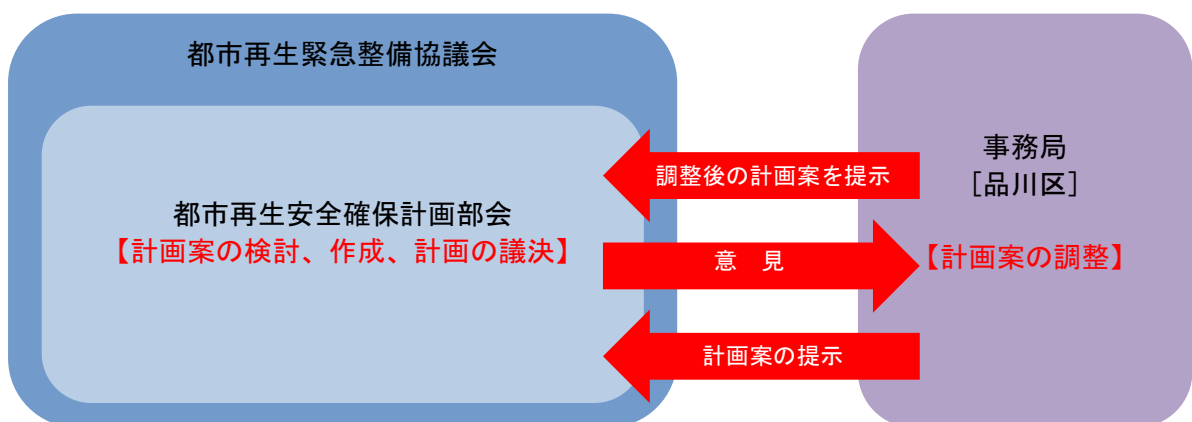 都市再生緊急整備協議会
都市再生安全確保計画部会
【計画案の検討、作成、計画の議決】
調整後の計画案を提示
意　見
計画案の提示
事務局
［品川区］
【計画案の調整】